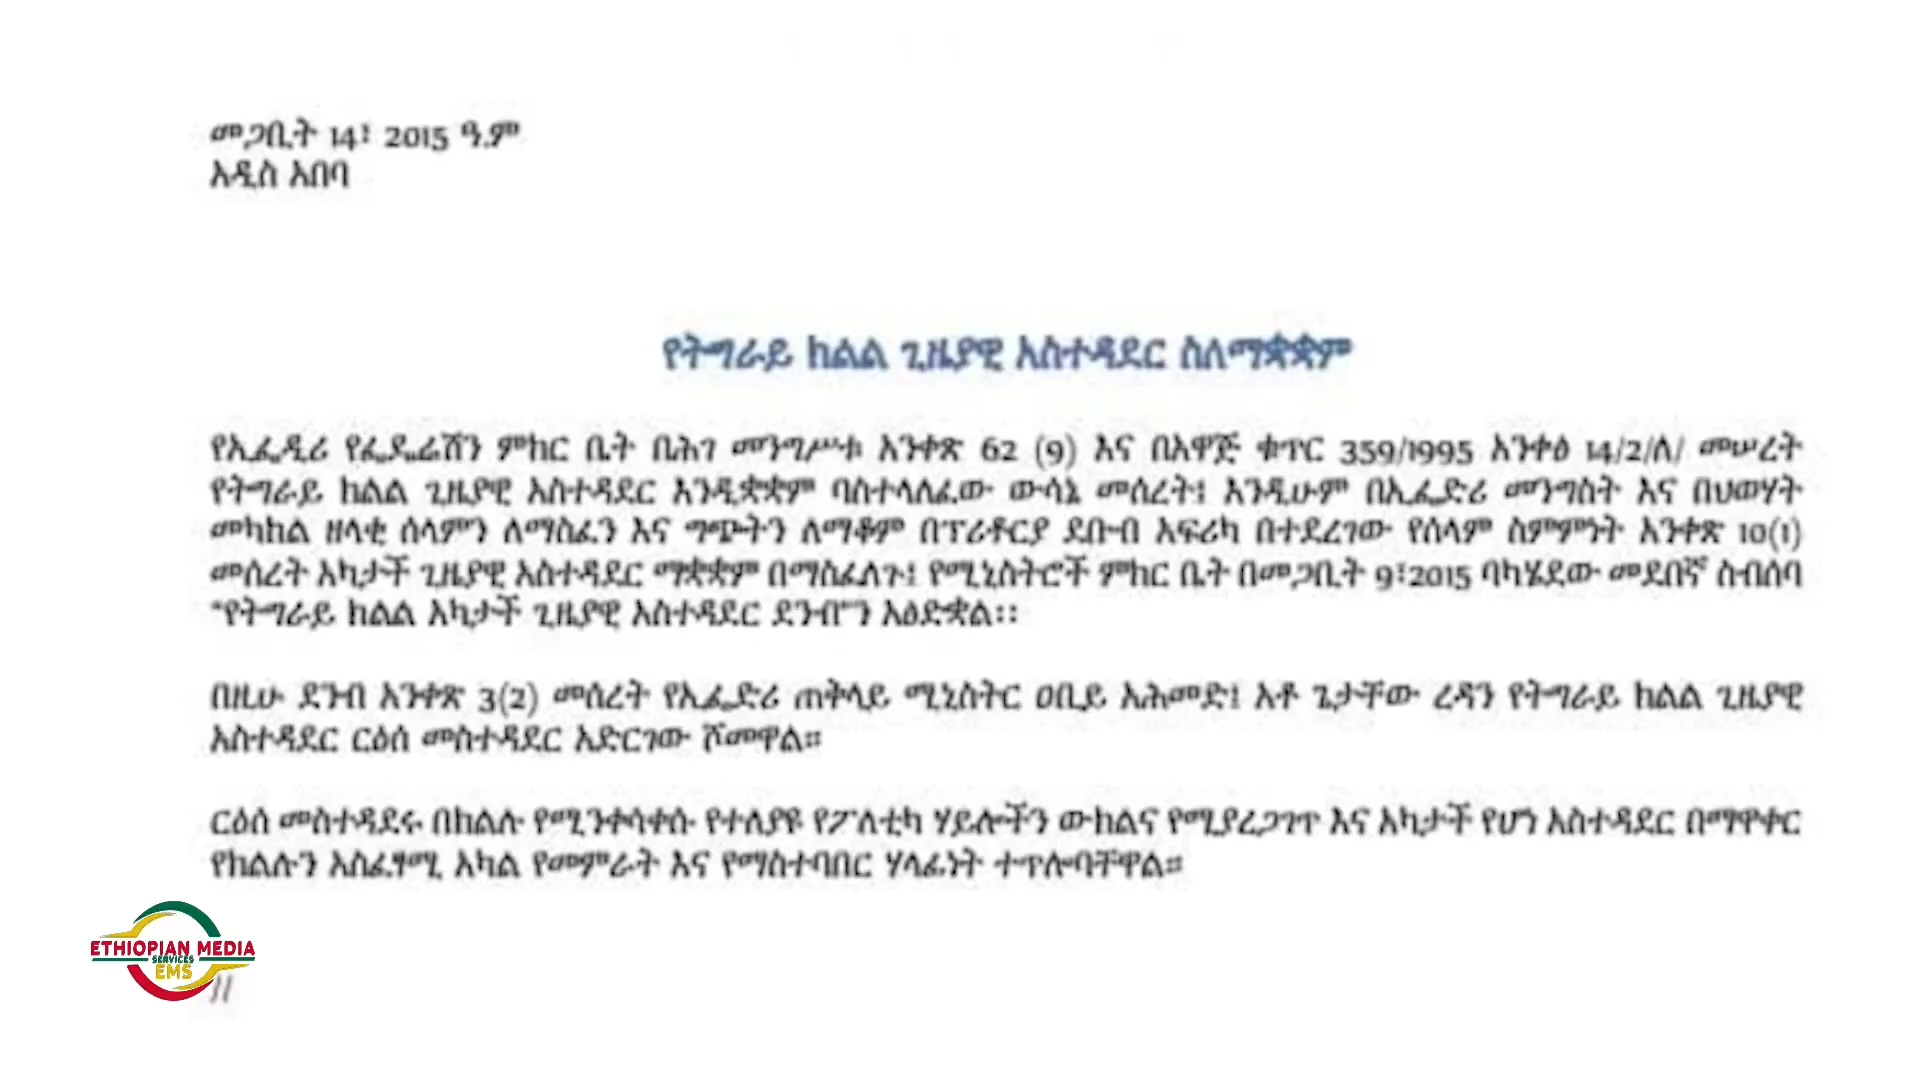 መጋቢት 14፣ 2015 ዓ.ም
አዲስ አበባ
የትግራይ ክልል ጊዜያዊ አስተዳደር ስለማቋቋም
የኢፌዲሪ የፌዴሬሽን ምክር ቤት በሕገ መንግሥቱ አንቀጽ 62 (9) እና በአዋጅ ቁጥር 359/1995 አንቀፅ 14/2/ለ/ መሠረት
የትግራይ ክልል ጊዜያዊ አስተዳደር እንዲቋቋም ባስተላለፈው ውሳኔ መሰረት፤ እንዲሁም በኢፌድሪ መንግስት እና በህወሃት
መካከል ዘላቂ ሰላምን ለማስፈን እና ግጭትን ለማቆም በፕሪቶርያ ደቡብ አፍሪካ በተደረገው የሰላም ስምምነት አንቀጽ 10(1)
መሰረት አካታች ጊዜያዊ አስተዳደር ማቋቋም በማስፈለጉ፤ የሚኒስትሮች ምክር ቤት በመጋቢት 9፣2015 ባካሄደው መደበኛ ስብሰባ
“የትግራይ ክልል አካታች ጊዜያዊ አስተዳደር ደንብ”ን አፅድቋል፡፡
በዚሁ ደንብ አንቀጽ 3(2) መሰረት የኢፌድሪ ጠቅላይ ሚኒስትር ዐቢይ አሕመድ፤ አቶ ጌታቸው ረዳን የትግራይ ክልል ጊዜያዊ
አስተዳደር ርዕሰ መስተዳደር አድርገው ሾመዋል።
ርዕሰ መስተዳደሩ በክልሉ የሚንቀሳቀሱ የተለያዩ የፖለቲካ ሃይሎችን ውክልና የሚያረጋገጥ እና አካታች የሆነ አስተዳደር በማዋቀር
የክልሉን አስፈፃሚ አካል የመምራት እና የማስተባበር ሃላፊነት ተጥሎባቸዋል።
ETHIOPIAN MEDIA
SERVICES
EMS
//